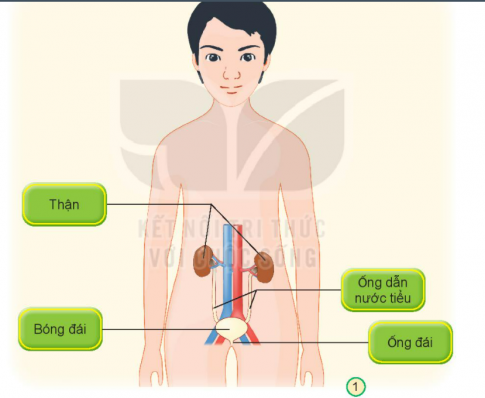 Thận
KẾT NỐI TRI THỨC
VỚI CUỘC SỐNG
Ống dẫn
nước tiểu
Bóng đái
Ống đái
1